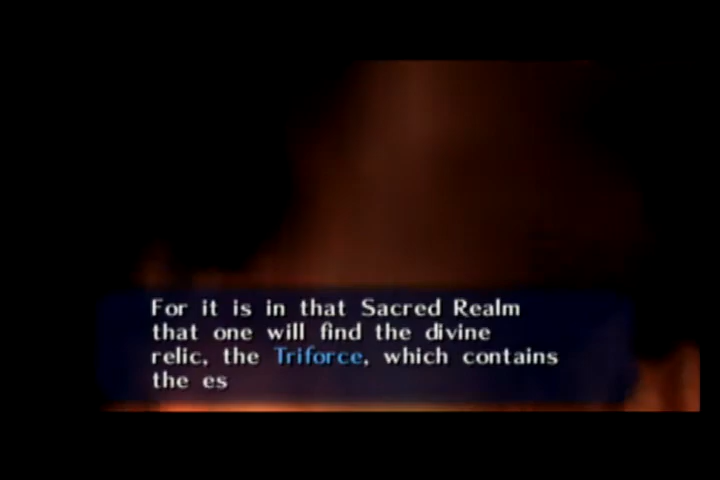 For it is in that Sacred Realm
that one will find the divine
relic, the Triforce, which contains
the es